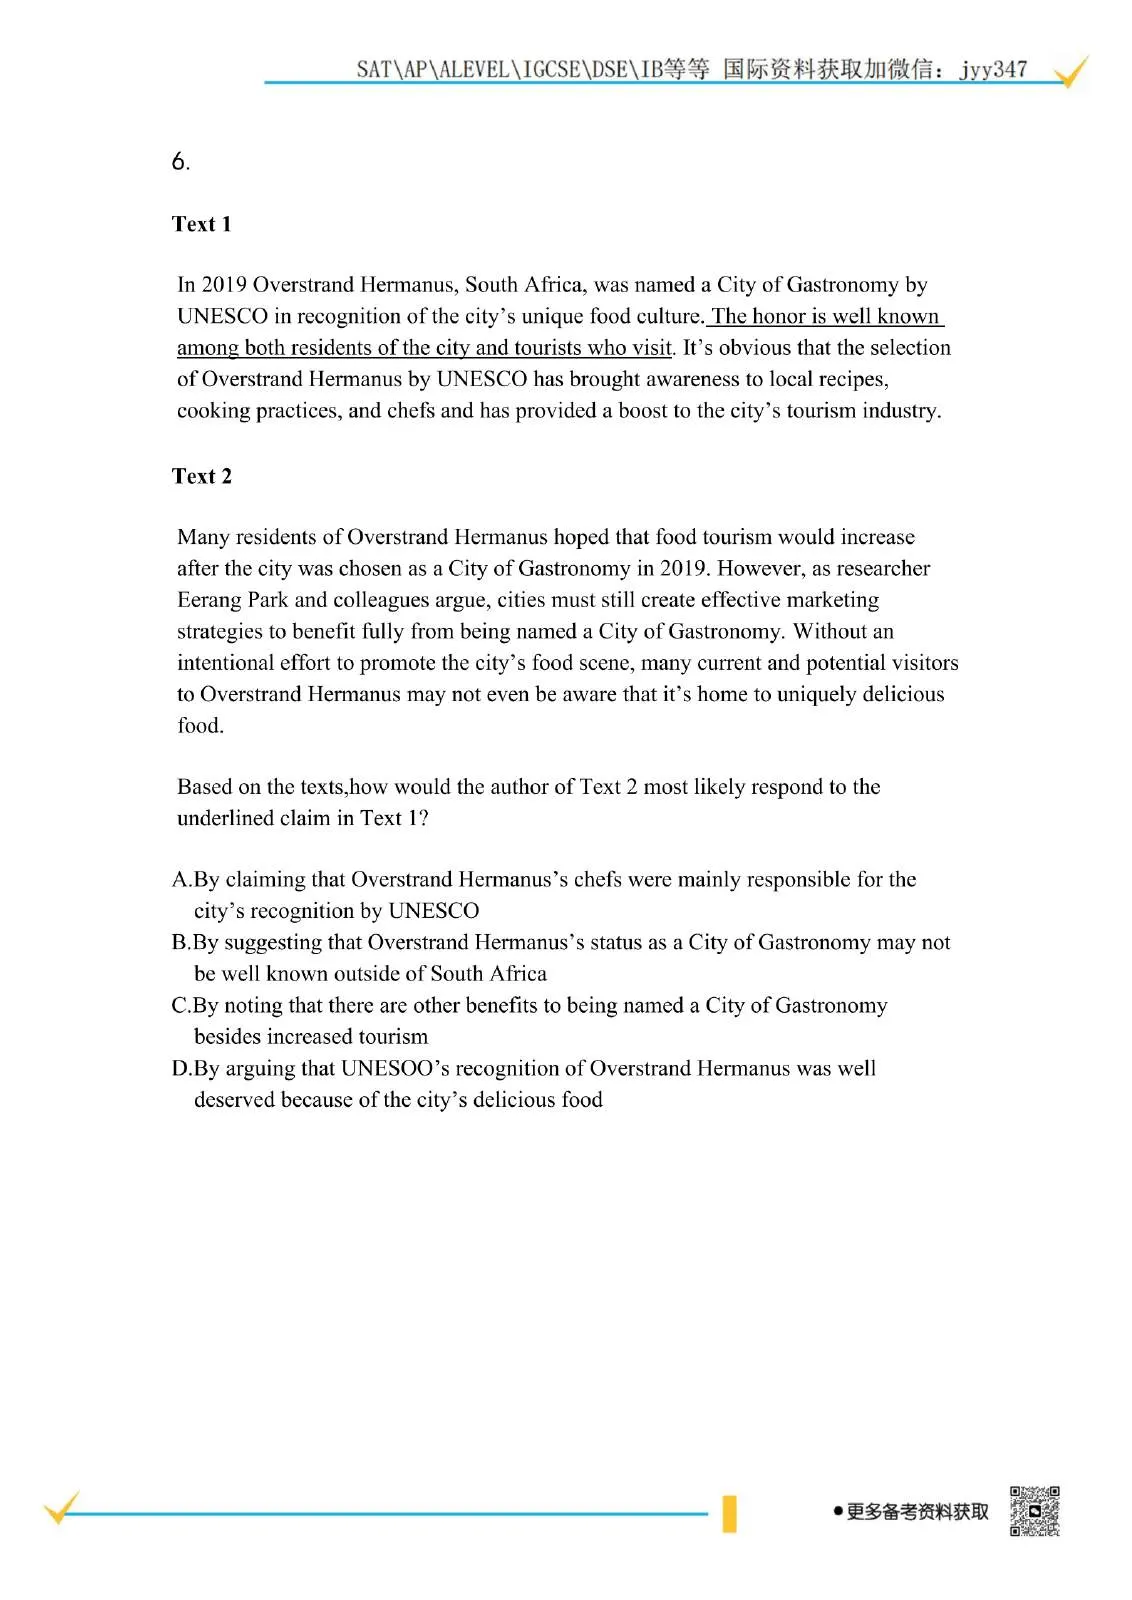 SAT\AP\ALEVEL\IGCSE\DSE\IB等等 国际资料获取加微信：jyy347
6.
Text 1
In 2019 Overstrand Hermanus, South Africa, was named a City of Gastronomy by
UNESCO in recognition of the city’s unique food culture. The honor is well known
among both residents of the city and tourists who visit. It’s obvious that the selection
of Overstrand Hermanus by UNESCO has brought awareness to local recipes,
cooking practices, and chefs and has provided a boost to the city’s tourism industry.
Text 2
Many residents of Overstrand Hermanus hoped that food tourism would increase
after the city was chosen as a City of Gastronomy in 2019. However, as researcher
Eerang Park and colleagues argue, cities must still create effective marketing
strategies to benefit fully from being named a City of Gastronomy. Without an
intentional effort to promote the city’s food scene, many current and potential visitors
to Overstrand Hermanus may not even be aware that it’s home to uniquely delicious
food.
Based on the texts,how would the author of Text 2 most likely respond to the
underlined claim in Text 1?
A.By claiming that Overstrand Hermanus’s chefs were mainly responsible for the
city’s recognition by UNESCO
B.By suggesting that Overstrand Hermanus’s status as a City of Gastronomy may not
be well known outside of South Africa
C.By noting that there are other benefits to being named a City of Gastronomy
besides increased tourism
D.By arguing that UNESOO’s recognition of Overstrand Hermanus was well
deserved because of the city’s delicious food
●更多备考资料获取